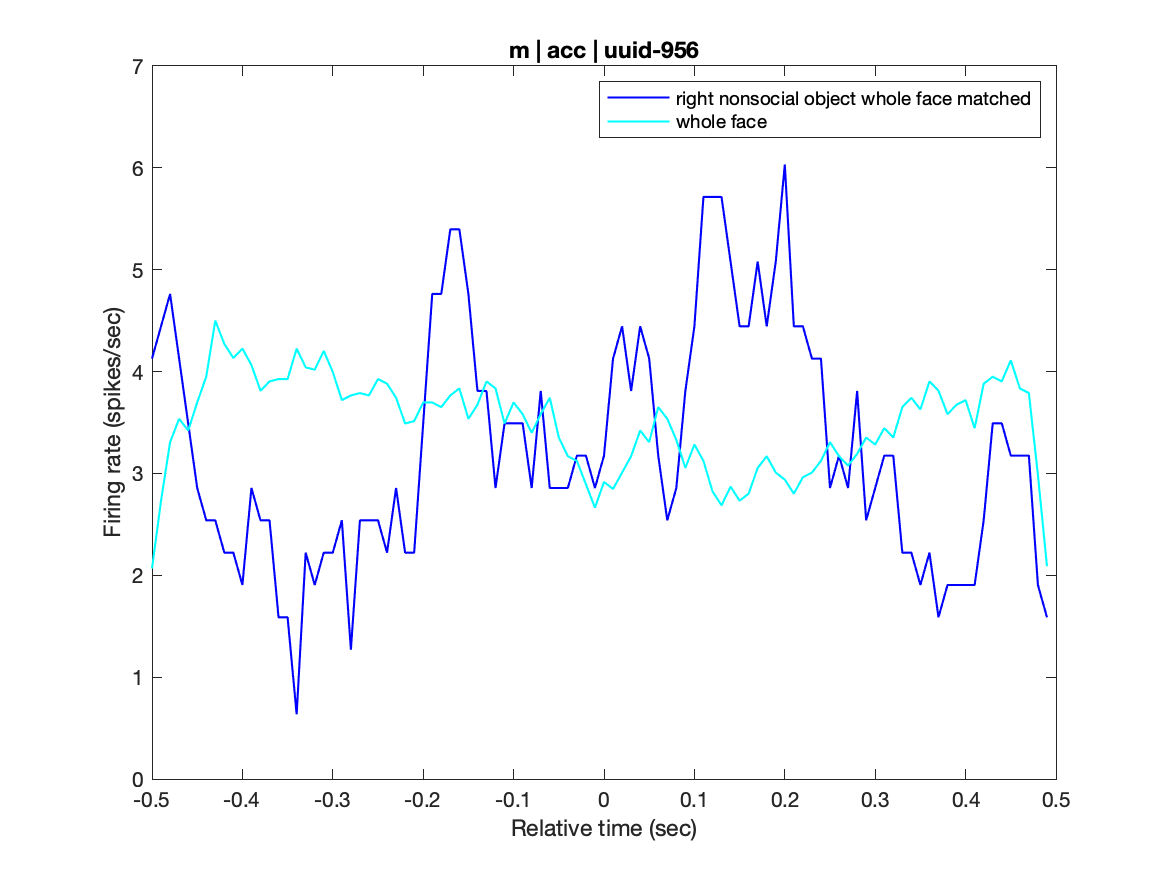 m | acc | uuid-956
right nonsocial object whole face matched
whole face
7
6
5
4
3
2
1
0
Firing rate (spikes/sec)
-0.5 -0.4 -0.3 -0.2 -0.1 0 0.1 0.2 0.3 0.4 0.5
Relative time (sec)